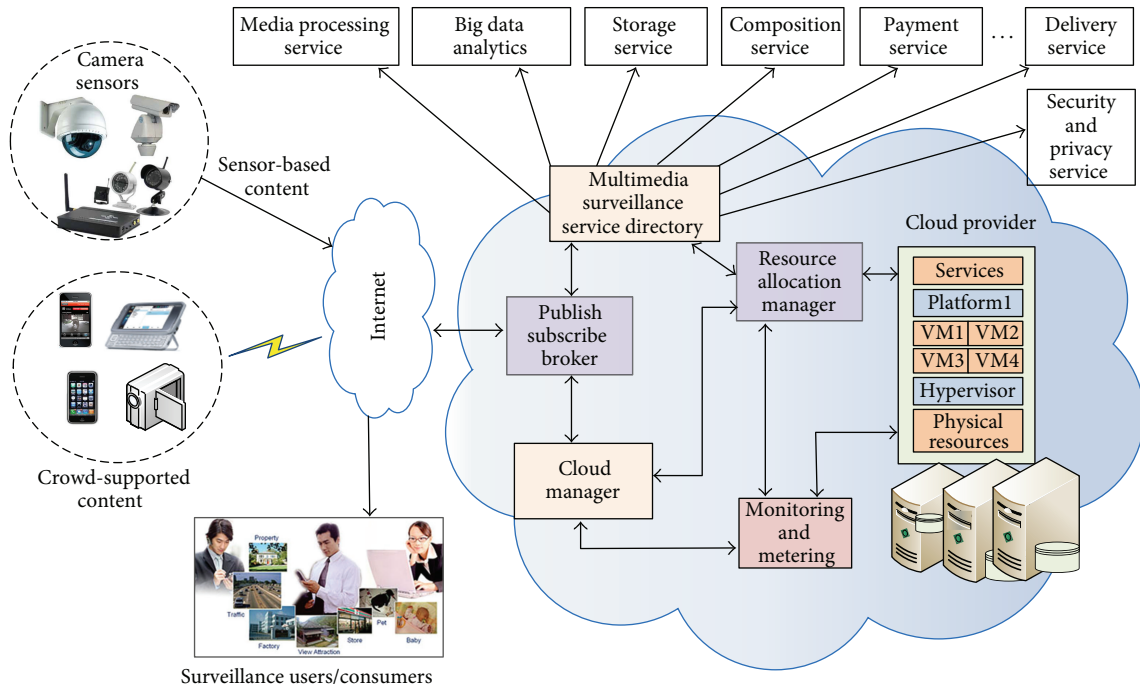 Media processing
service
Big data
analytics
Storage
service
Composition
service
Payment
service
...
Delivery
service
Security
and
privacy
service
Camera
sensors
Sensor-based
content
Multimedia
surveillance
service directory
Cloud provider
Resource
allocation
manager
Services
Platform1
VM1
VM2
VM3
VM4
Hypervisor
Physical
resources
Internet
Publish
subscribe
broker
Crowd-supported
content
Cloud
manager
Monitoring
and
metering
Property
Traffic
Factory
View Attraction
Store
Pet
Baby
Surveillance users/consumers